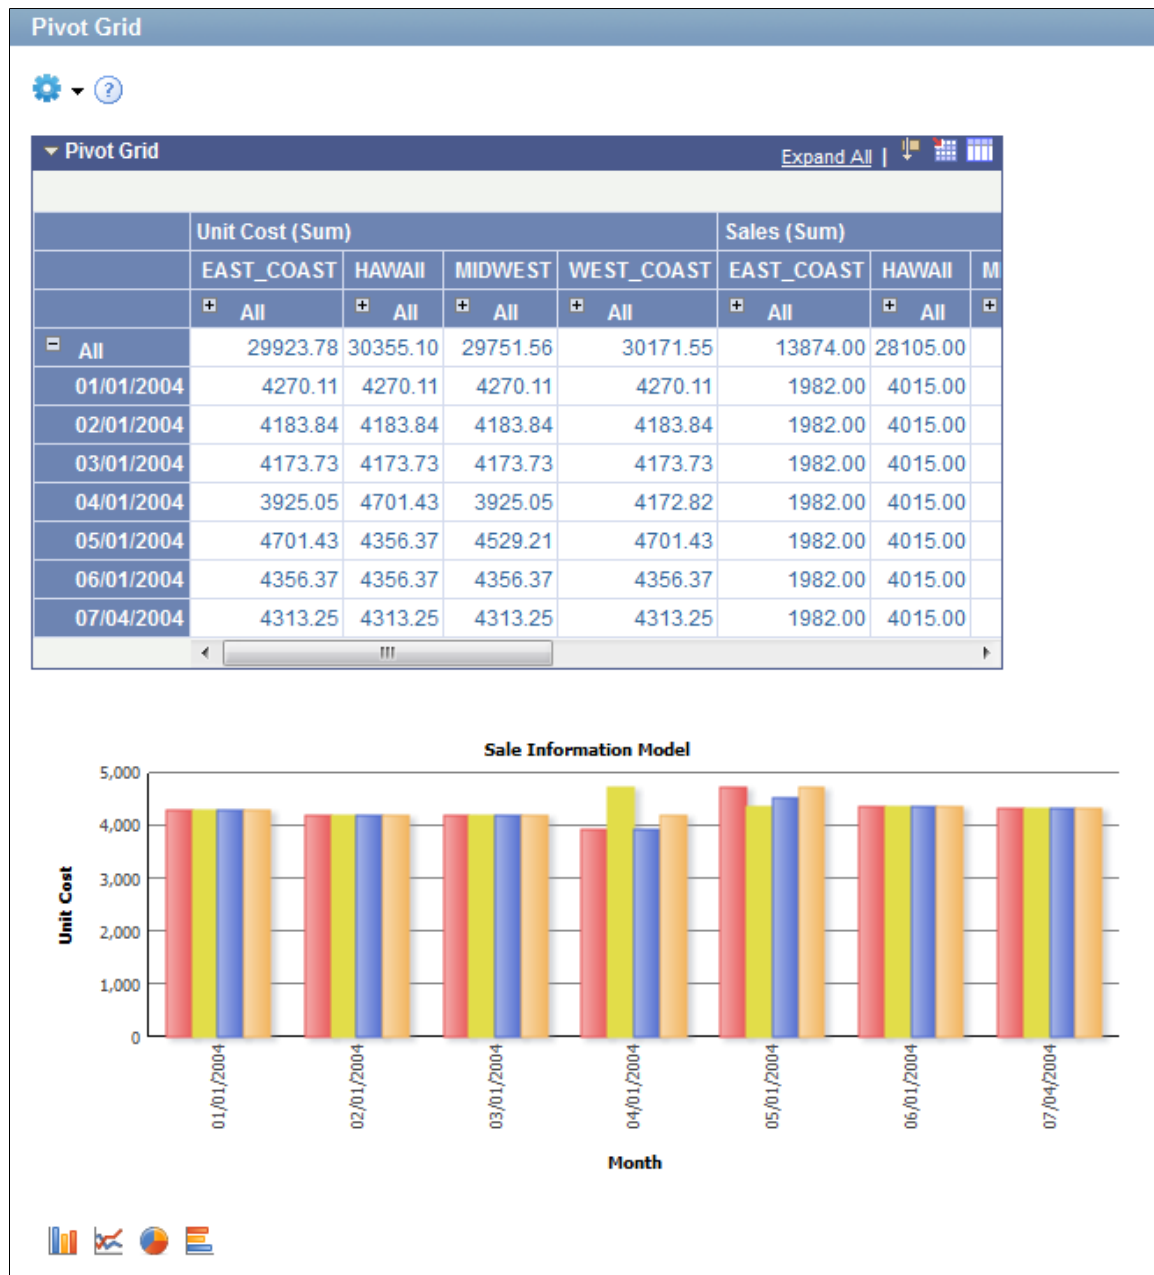 Pivot Grid
Pivot Grid Expand All |
Unit Cost (Sum) Sales (Sum)
EAST_COAST HAWAII MIDWEST WEST_COAST EAST_COAST HAWAII M
All All All All All All
All 29923.78 30355.10 29751.56 30171.55 13874.00 28105.00
01/01/2004 4270.11 4270.11 4270.11 4270.11 1982.00 4015.00
02/01/2004 4183.84 4183.84 4183.84 4183.84 1982.00 4015.00
03/01/2004 4173.73 4173.73 4173.73 4173.73 1982.00 4015.00
04/01/2004 3925.05 4701.43 3925.05 4172.82 1982.00 4015.00
05/01/2004 4701.43 4356.37 4529.21 4701.43 1982.00 4015.00
06/01/2004 4356.37 4356.37 4356.37 4356.37 1982.00 4015.00
07/04/2004 4313.25 4313.25 4313.25 4313.25 1982.00 4015.00
Sale Information Model
5,000
4,000
3,000
2,000
1,000
0
Unit Cost
01/01/2004 02/01/2004 03/01/2004 04/01/2004 05/01/2004 06/01/2004 07/04/2004
Month